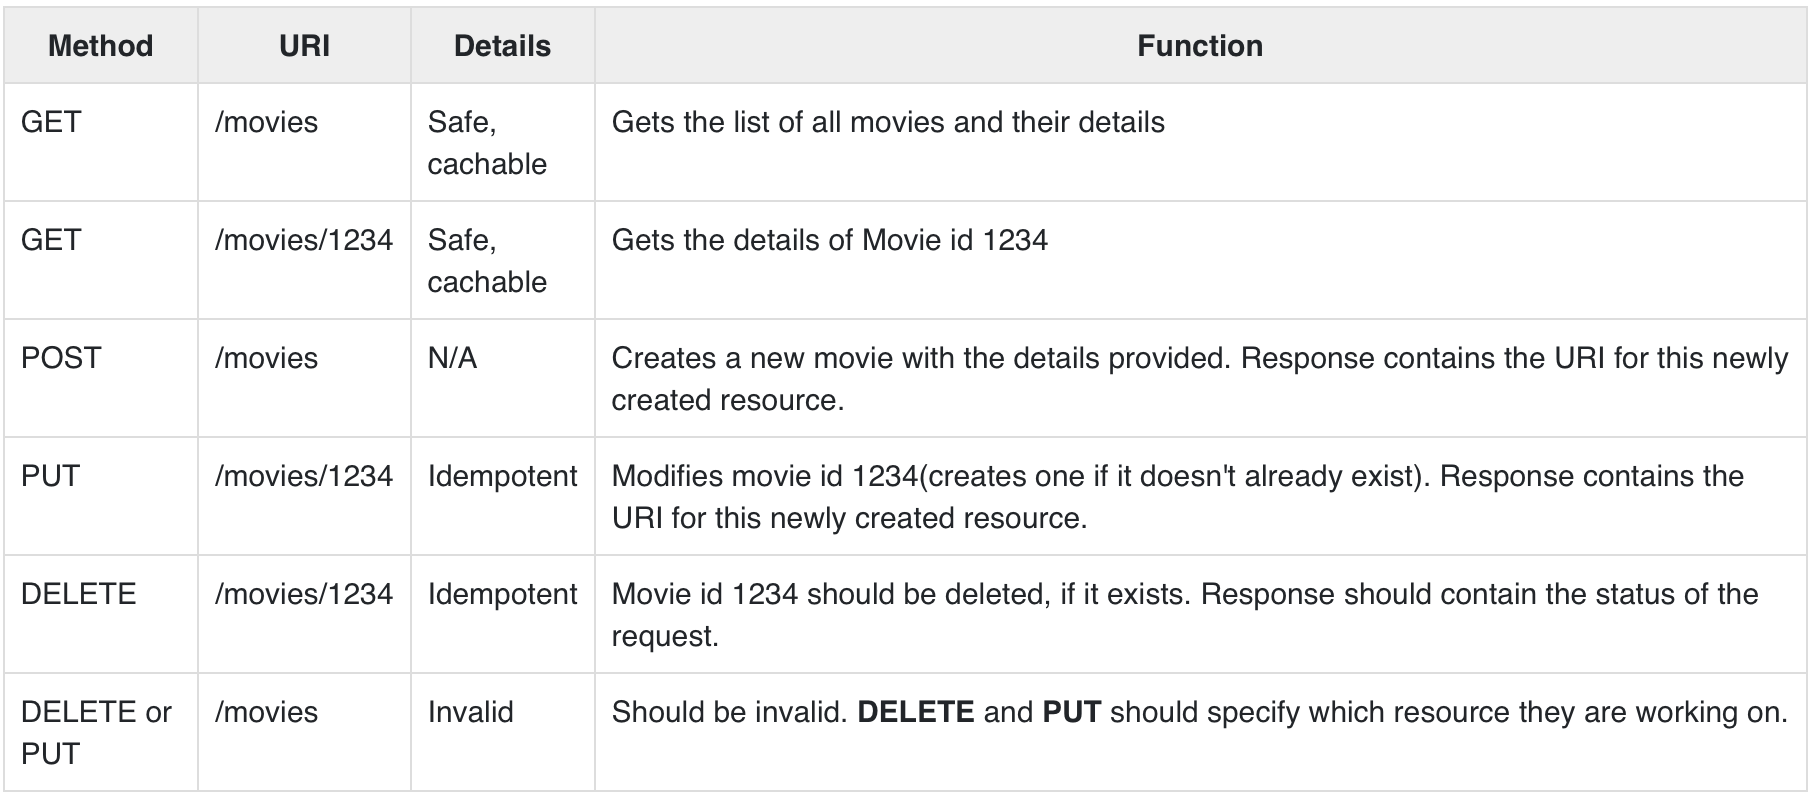 Method URI Details Function
GET /movies Safe, Gets the list of all movies and their details
cachable
GET /movies/1234 Safe, Gets the details of Movie id 1234
cachable
POST /movies N/A Creates a new movie with the details provided. Response contains the URI for this newly
created resource.
PUT /movies/1234 Idempotent Modifies movie id 1234(creates one if it doesn't already exist). Response contains the
URI for this newly created resource.
DELETE /movies/1234 Idempotent Movie id 1234 should be deleted, if it exists. Response should contain the status of the
request.
DELETE or /movies Invalid Should be invalid. DELETE and PUT should specify which resource they are working on.
PUT